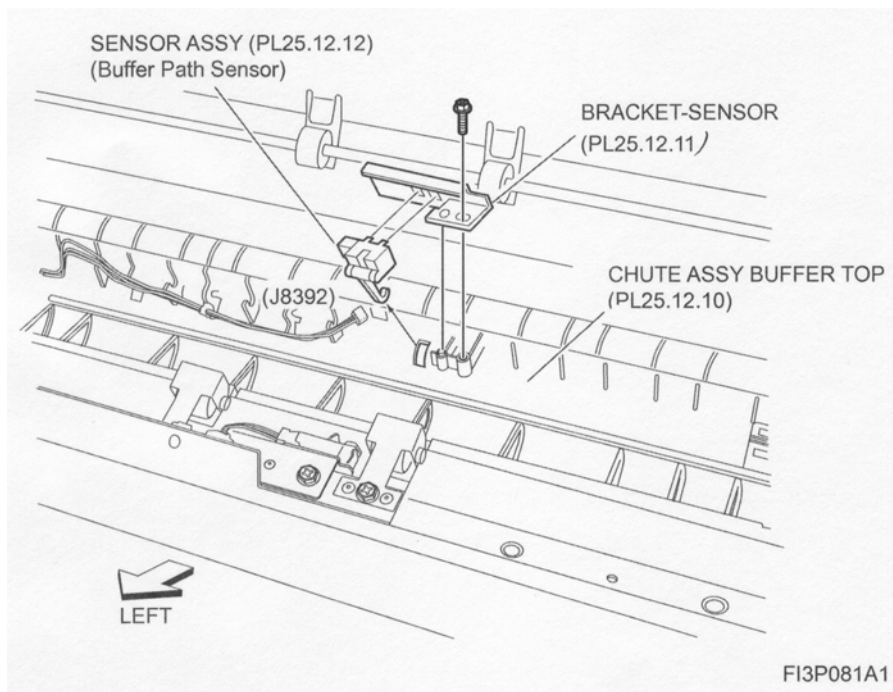 SENSOR ASSY (PL25.12.12)
(Buffer Path Sensor)
BRACKET-SENSOR
(PL25.12.11)
CHUTE ASSY BUFFER TOP
(PL25.12.10)
(J8392)
LEFT
FI3P081A1